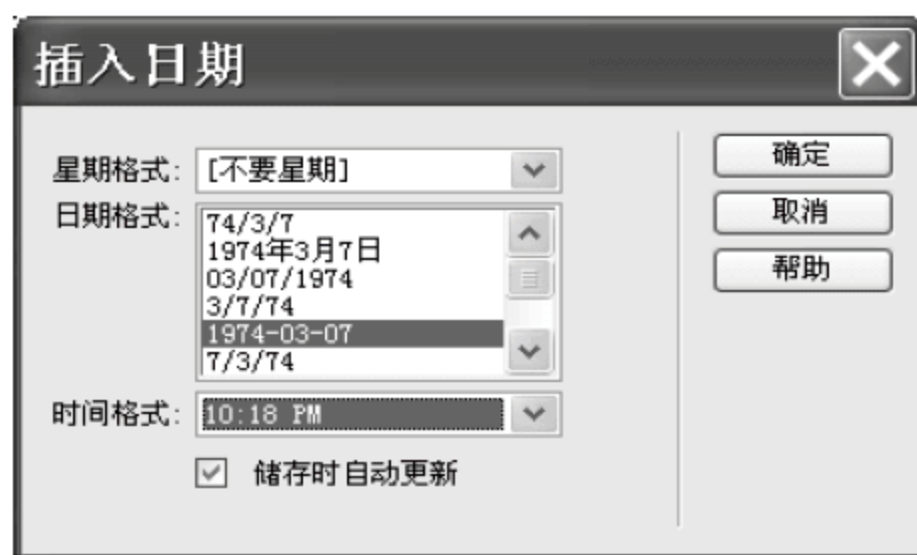 插入日期
星期格式: [不要星期]
确定
日期格式:
取消
帮助
74/3/7
1974年3月7日
03/07/1974
3/7/74
1974-03-07
7/3/74
时间格式: 10:18 PM
储存时自动更新